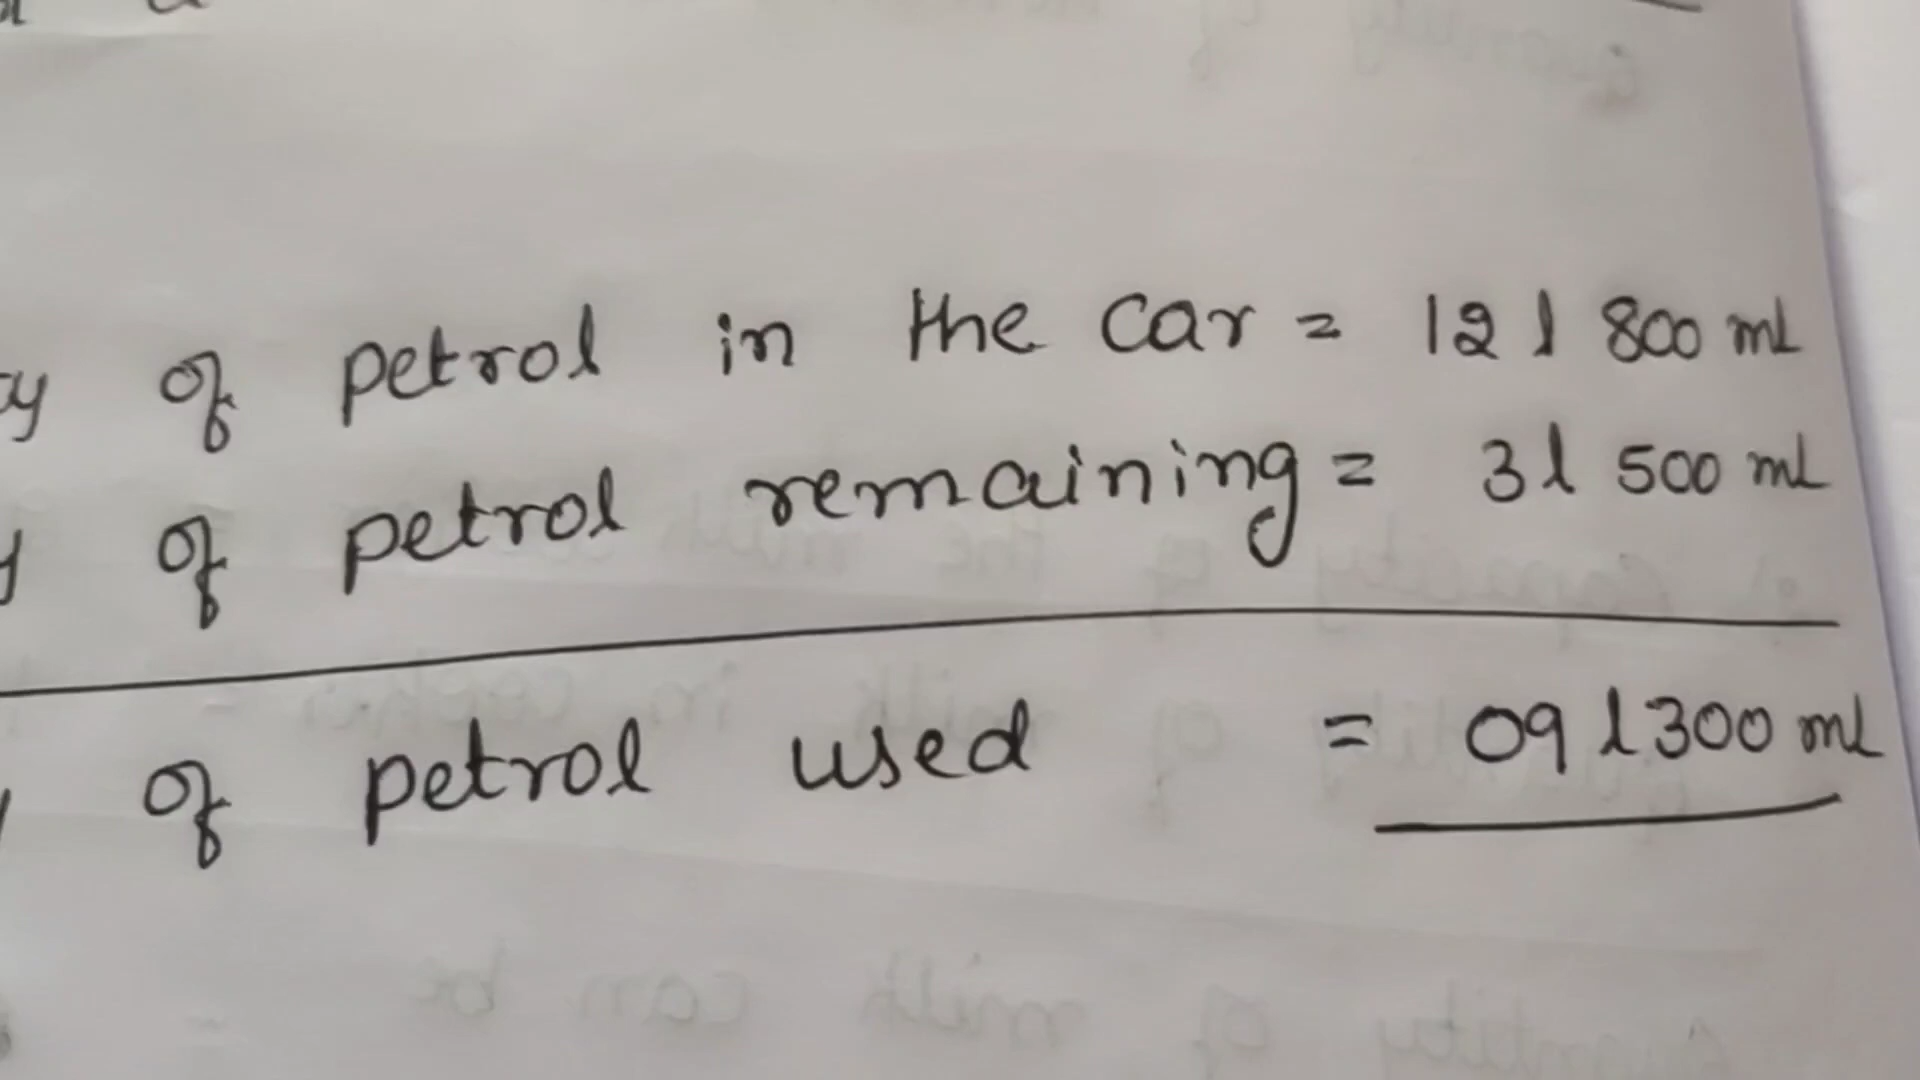 of petrol in the car = 12 l 800 ml
of petrol remaining = 3 l 500 ml
of petrol used = 09 l 300 ml